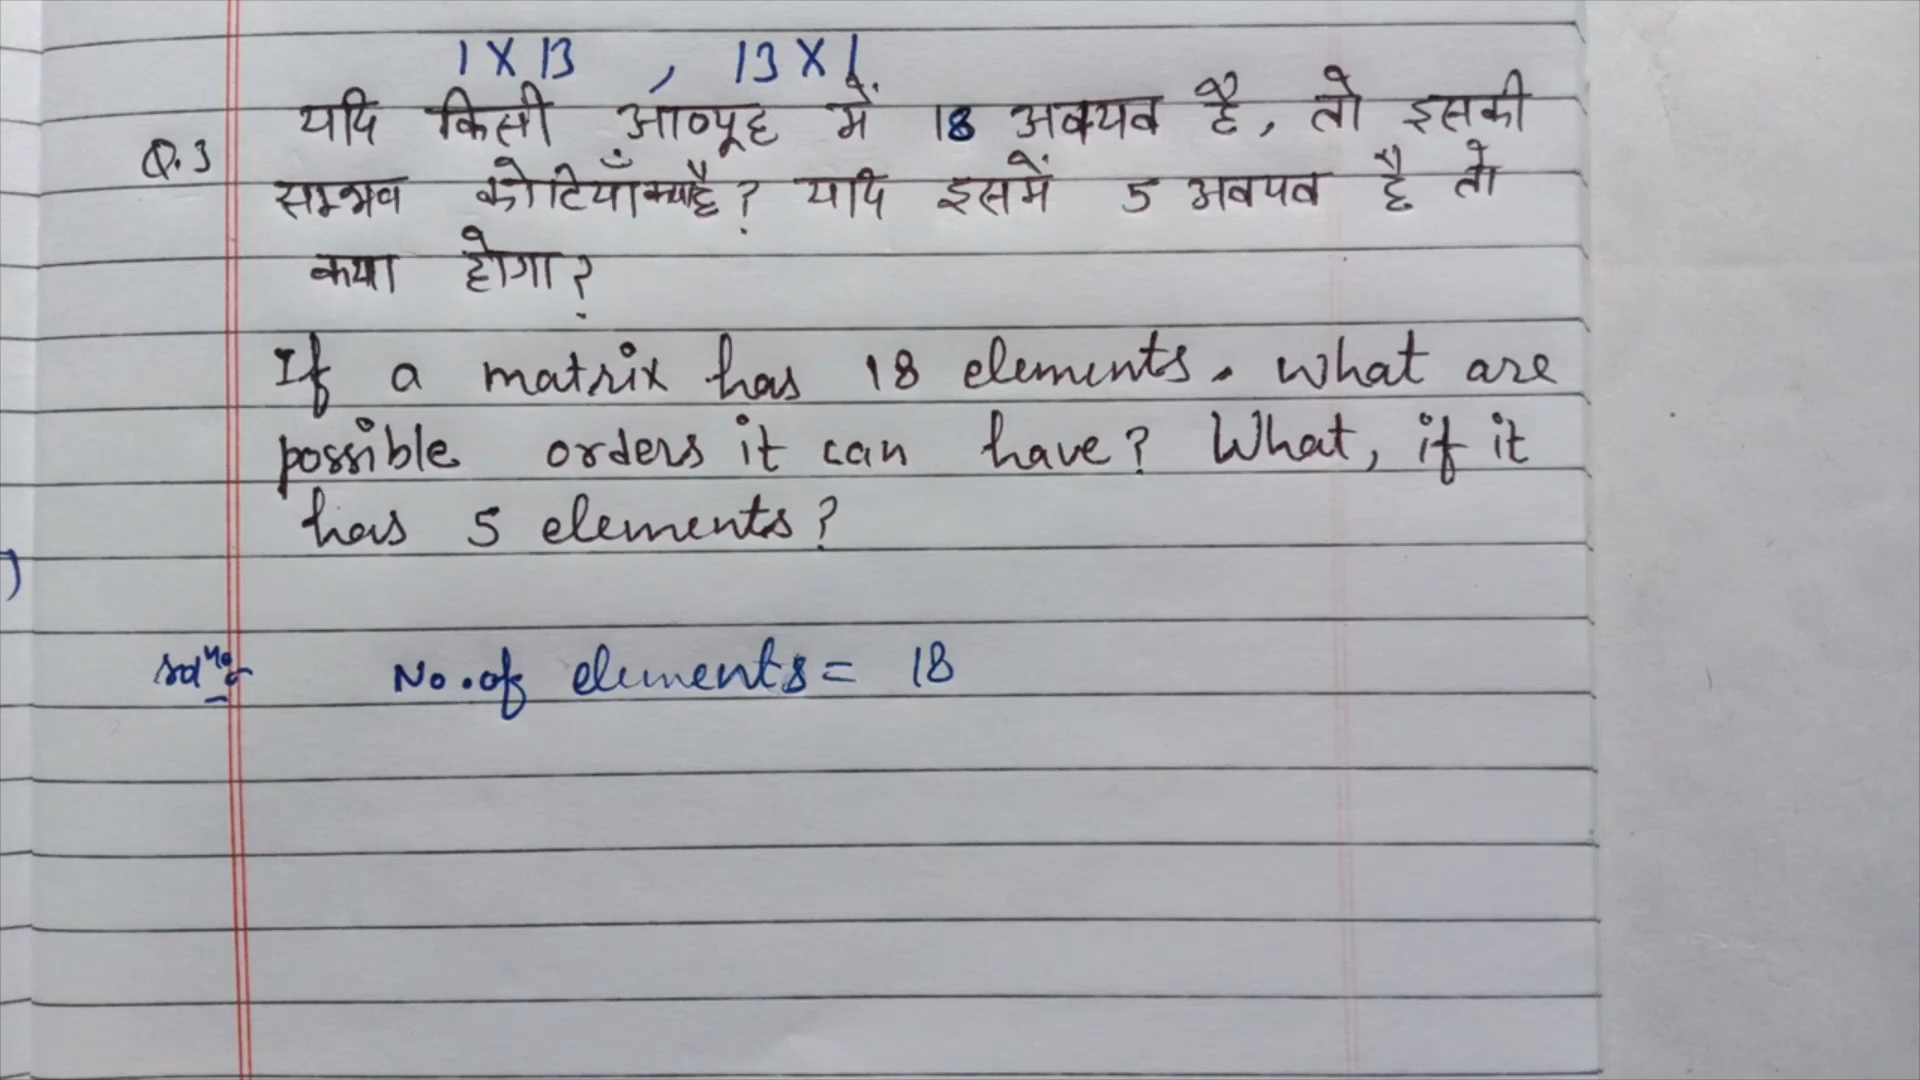 1 X 13 , 13 X 1
Q.3 यदि किसी आव्यूह में 18 अवयव है, तो इसकी
सम्भव कोटियाँ क्या है? यदि इसमें 5 अवयव है तो
क्या होगा?
If a matrix has 18 elements. What are
possible orders it can have? What, if it
has 5 elements?
Solⁿ:- No. of elements = 18